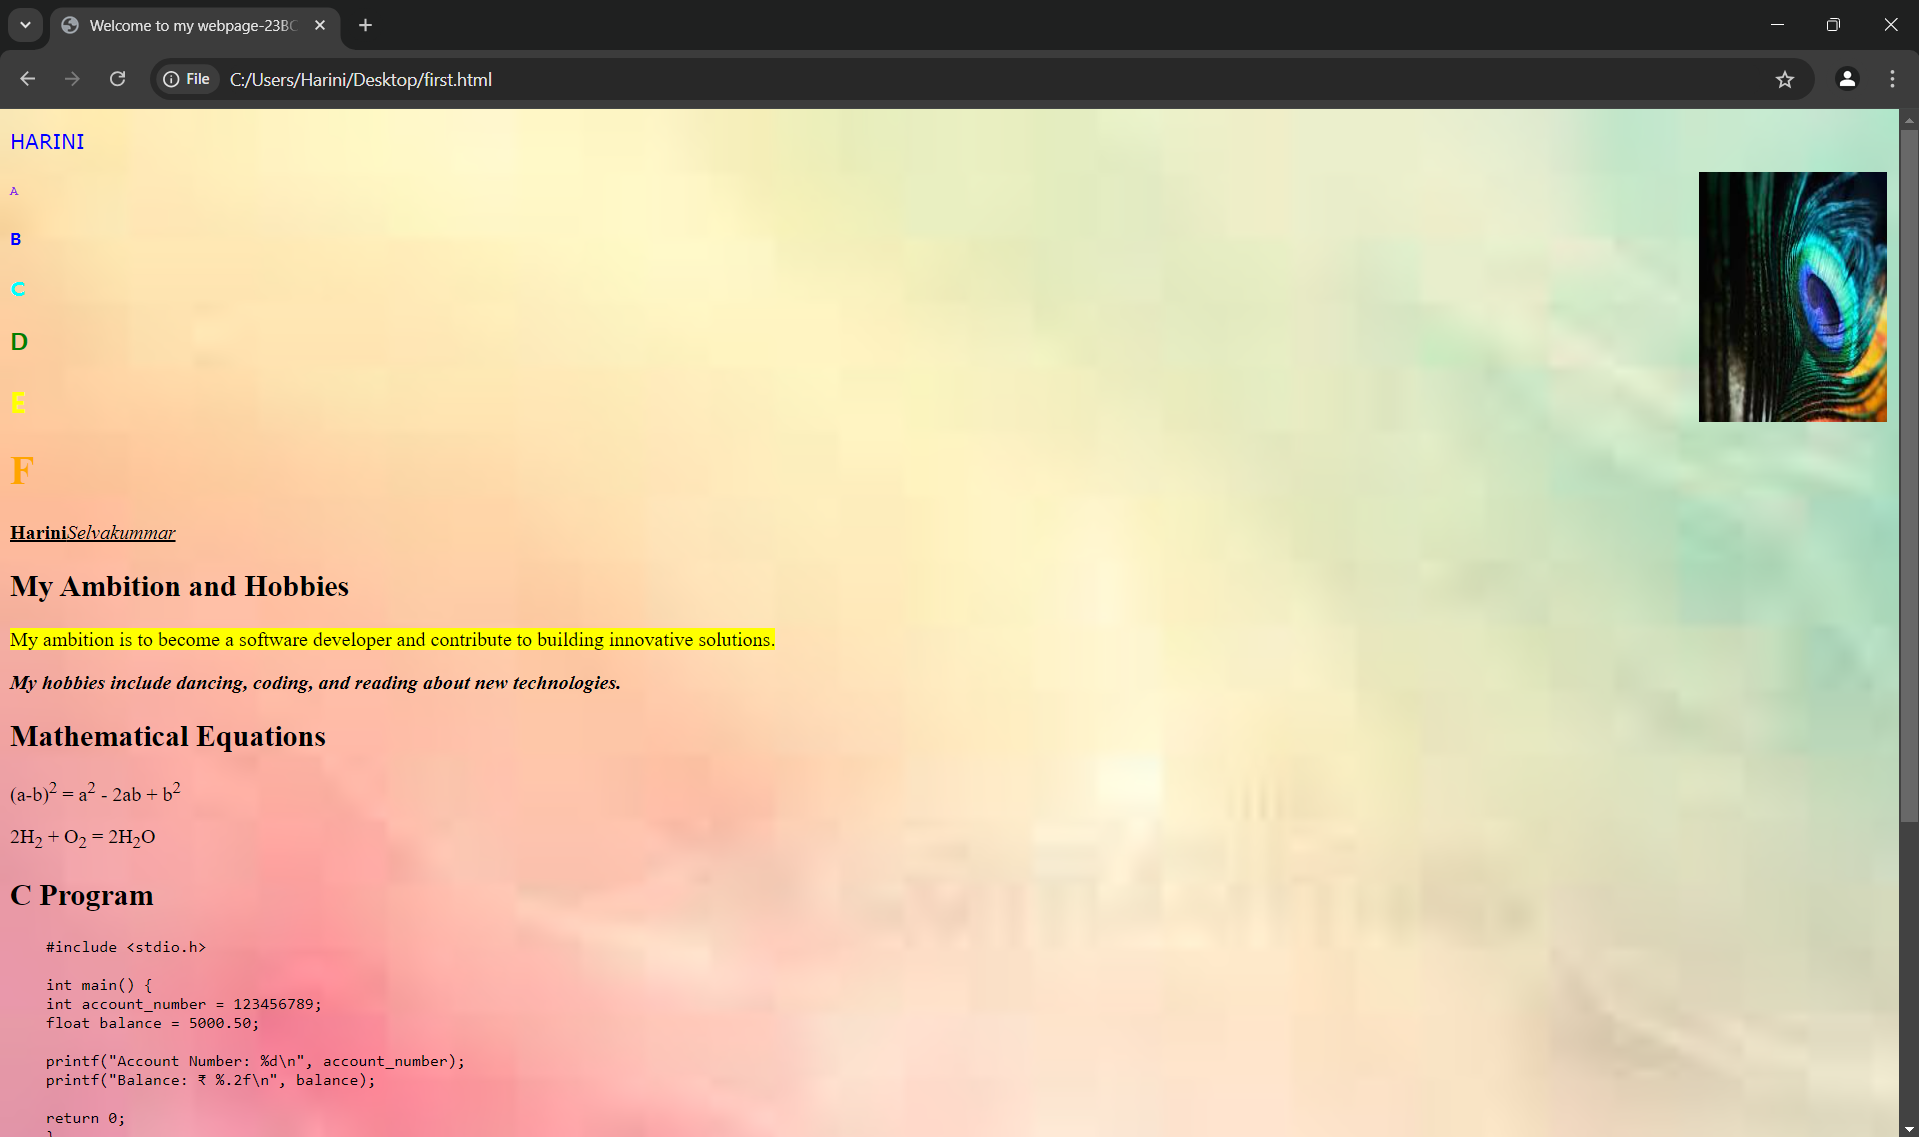 Welcome to my webpage-23BC
File C:/Users/Harini/Desktop/first.html
HARINI
A
B
C
D
E
F
HariniSelvakummar
My Ambition and Hobbies
My ambition is to become a software developer and contribute to building innovative solutions.
My hobbies include dancing, coding, and reading about new technologies.
Mathematical Equations
(a-b)² = a² - 2ab + b²
2H₂ + O₂ = 2H₂O
C Program
#include <stdio.h>
int main() {
int account_number = 123456789;
float balance = 5000.50;
printf("Account Number: %d\n", account_number);
printf("Balance: ₹ %.2f\n", balance);
return 0;
}